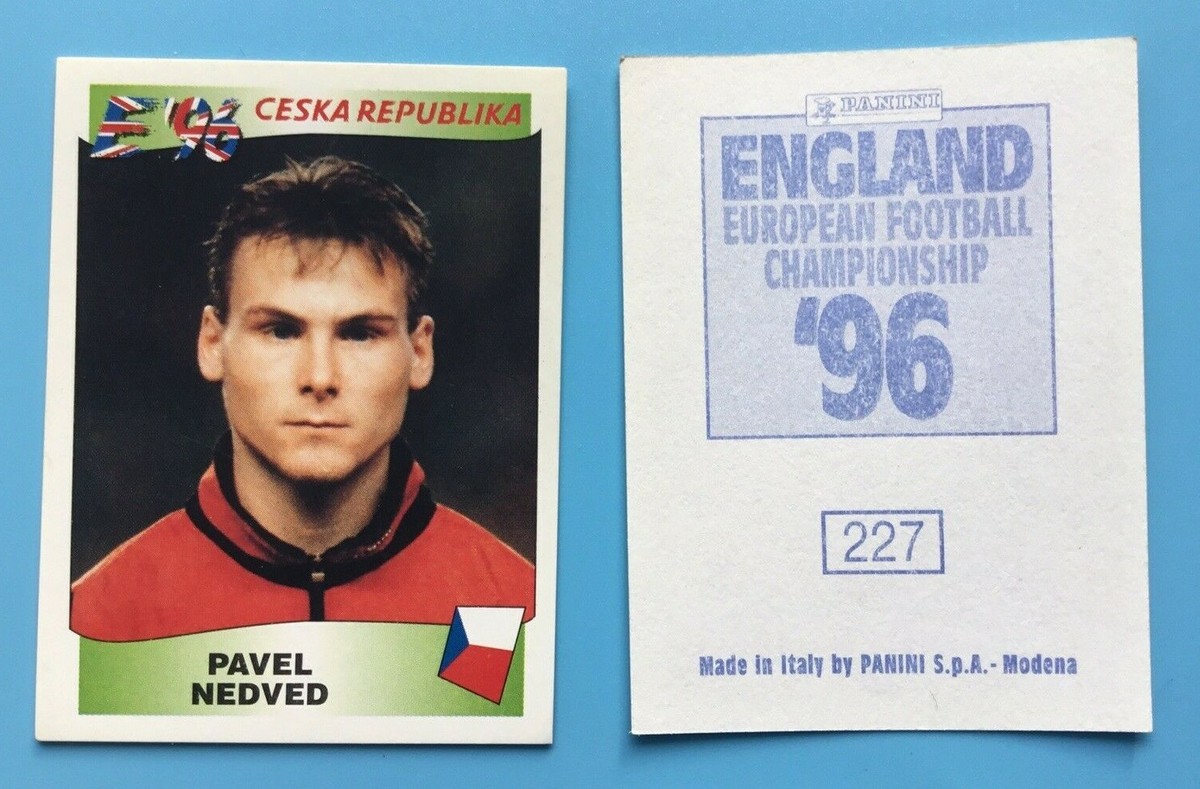 E'96 CESKA REPUBLIKA
PAVEL
NEDVED
PANINI
ENGLAND
EUROPEAN FOOTBALL
CHAMPIONSHIP
'96
227
Made in Italy by PANINI S.p.A. - Modena